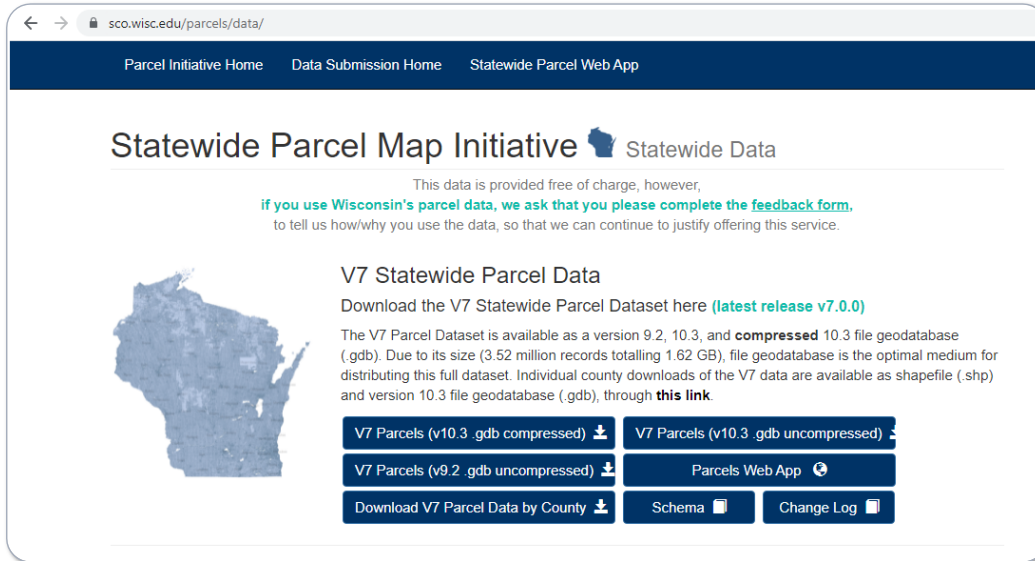 sco.wisc.edu/parcels/data/
Parcel Initiative Home Data Submission Home Statewide Parcel Web App
Statewide Parcel Map Initiative Statewide Data
This data is provided free of charge, however,
if you use Wisconsin's parcel data, we ask that you please complete the feedback form,
to tell us how/why you use the data, so that we can continue to justify offering this service.
V7 Statewide Parcel Data
Download the V7 Statewide Parcel Dataset here (latest release v7.0.0)
The V7 Parcel Dataset is available as a version 9.2, 10.3, and compressed 10.3 file geodatabase
(.gdb). Due to its size (3.52 million records totalling 1.62 GB), file geodatabase is the optimal medium for
distributing this full dataset. Individual county downloads of the V7 data are available as shapefile (.shp)
and version 10.3 file geodatabase (.gdb), through this link.
V7 Parcels (v10.3 .gdb compressed) V7 Parcels (v10.3 .gdb uncompressed)
V7 Parcels (v9.2 .gdb uncompressed) Parcels Web App
Download V7 Parcel Data by County Schema Change Log